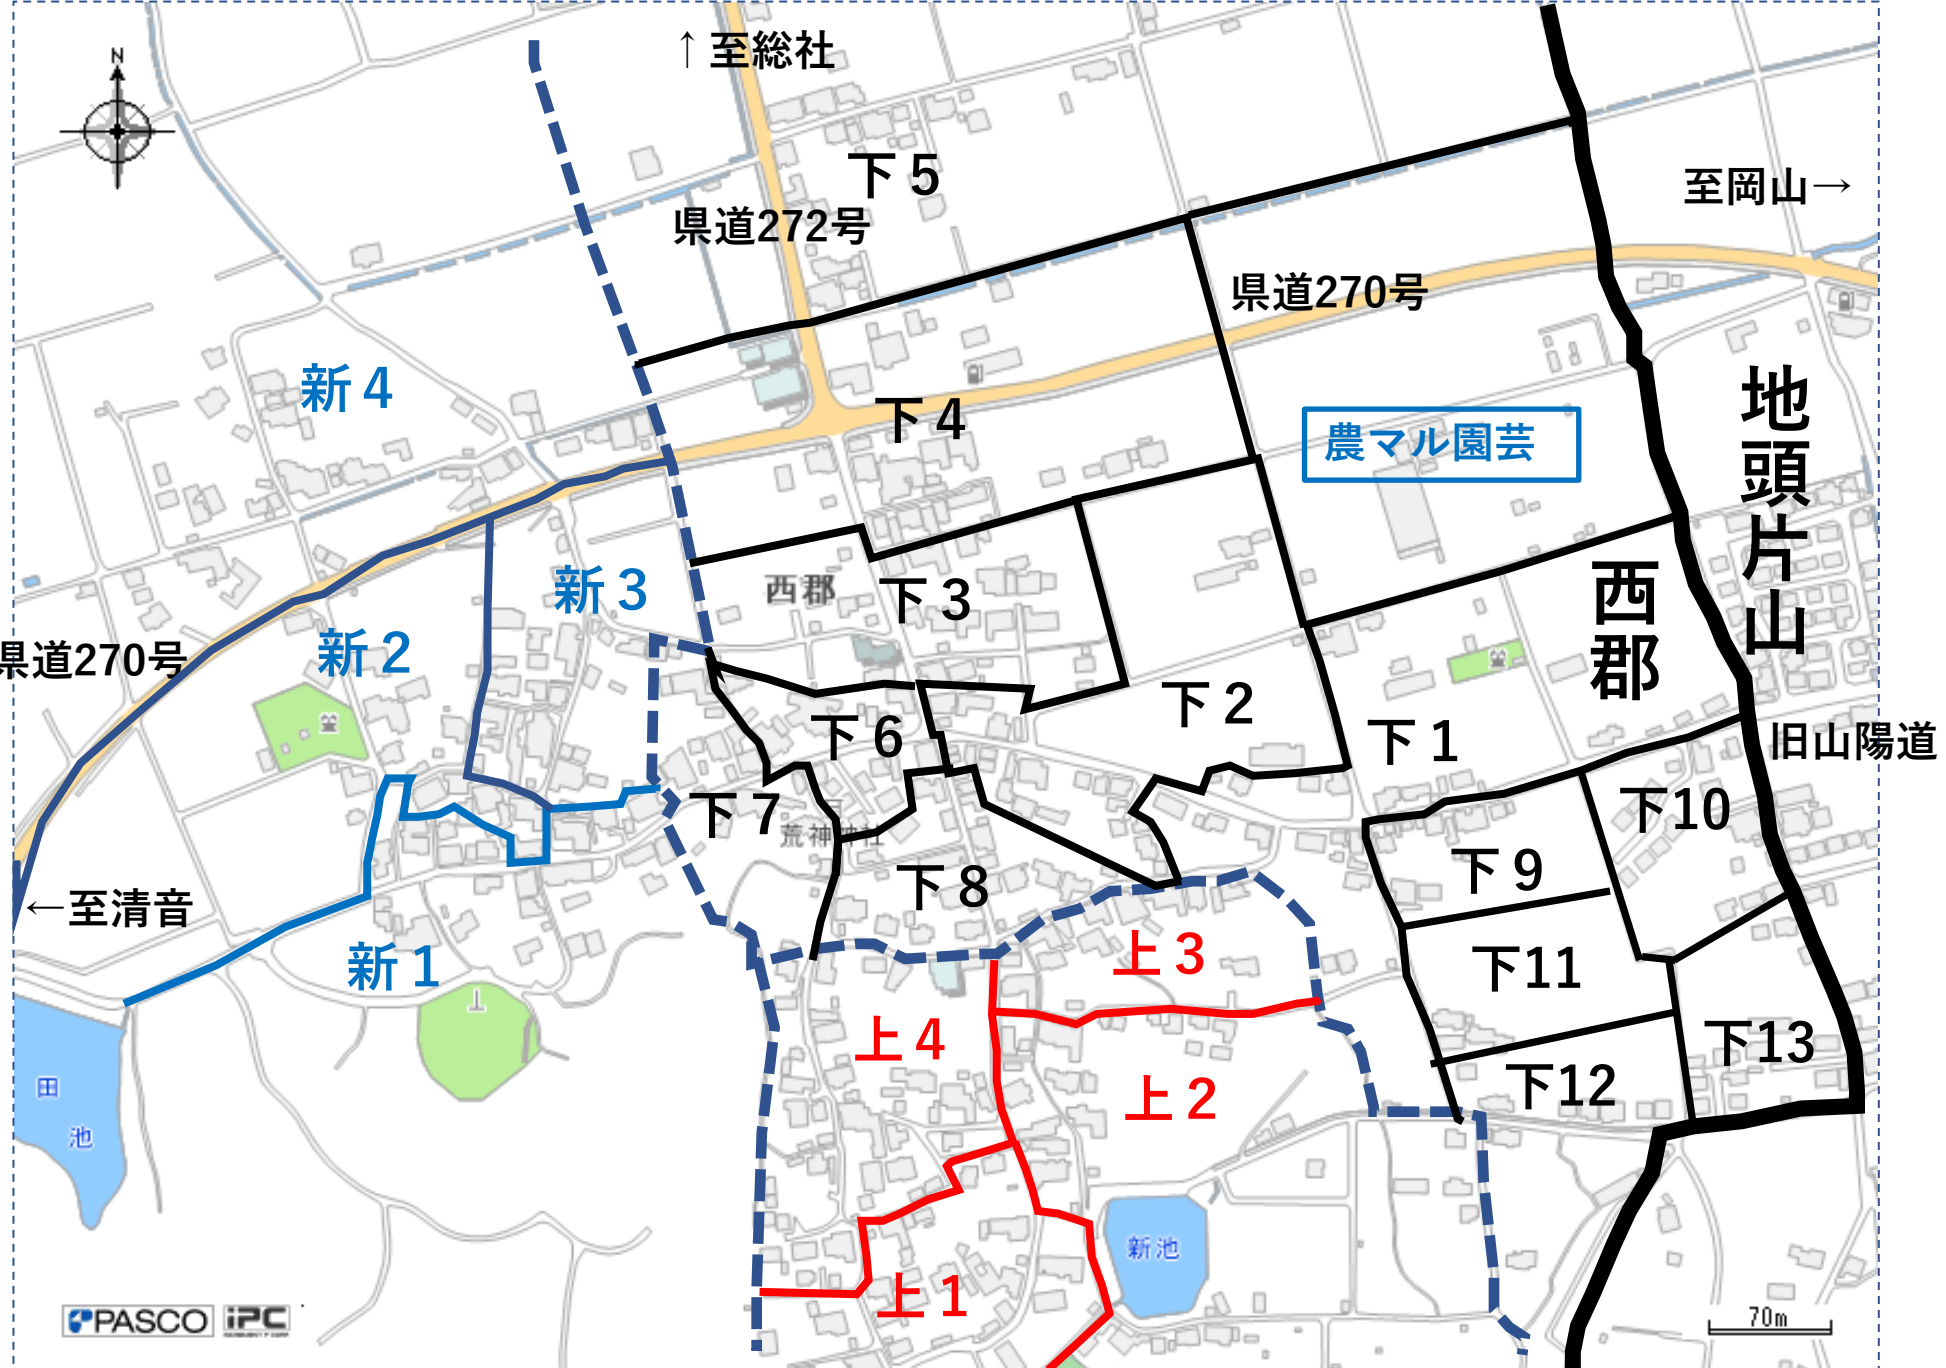 N
↑ 至総社
下5
至岡山→
県道272号
県道270号
新4
下4
農マル園芸
地頭片山
西郡
新3
西郡
下3
新2
県道270号
下2
下6
下1
旧山陽道
下7
荒神神社
下10
下9
←至清音
下8
新1
上3
下11
上4
下13
田
池
上2
下12
新池
上1
PASCO
iPC
70m